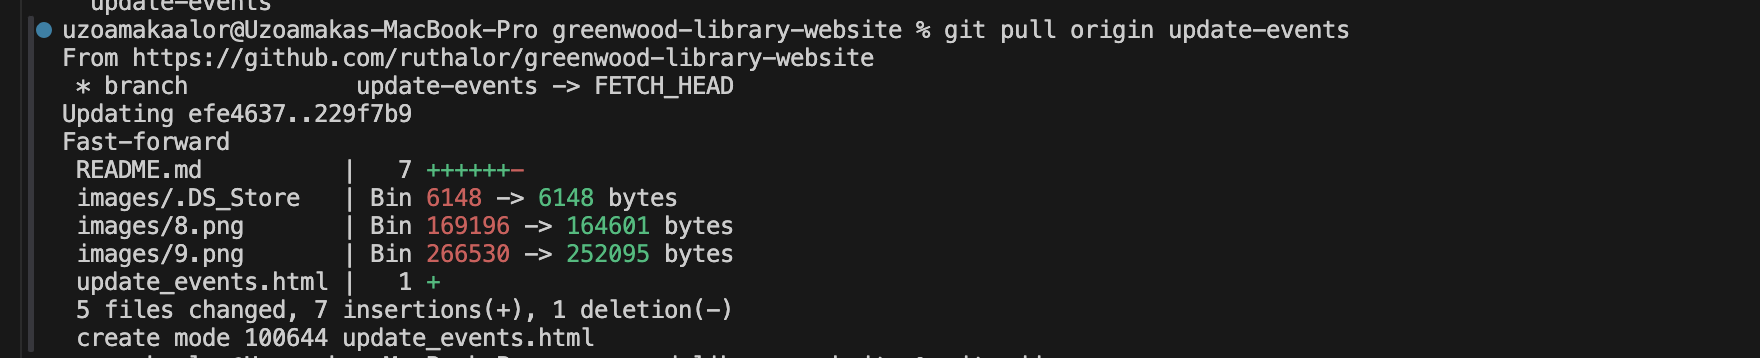 update-events
uzoamakaalor@Uzoamakas-MacBook-Pro greenwood-library-website % git pull origin update-events
From https://github.com/ruthalor/greenwood-library-website
 * branch            update-events -> FETCH_HEAD
Updating efe4637..229f7b9
Fast-forward
 README.md          |   7 ++++++-
 images/.DS_Store   | Bin 6148 -> 6148 bytes
 images/8.png       | Bin 169196 -> 164601 bytes
 images/9.png       | Bin 266530 -> 252095 bytes
 update_events.html |   1 +
 5 files changed, 7 insertions(+), 1 deletion(-)
 create mode 100644 update_events.html